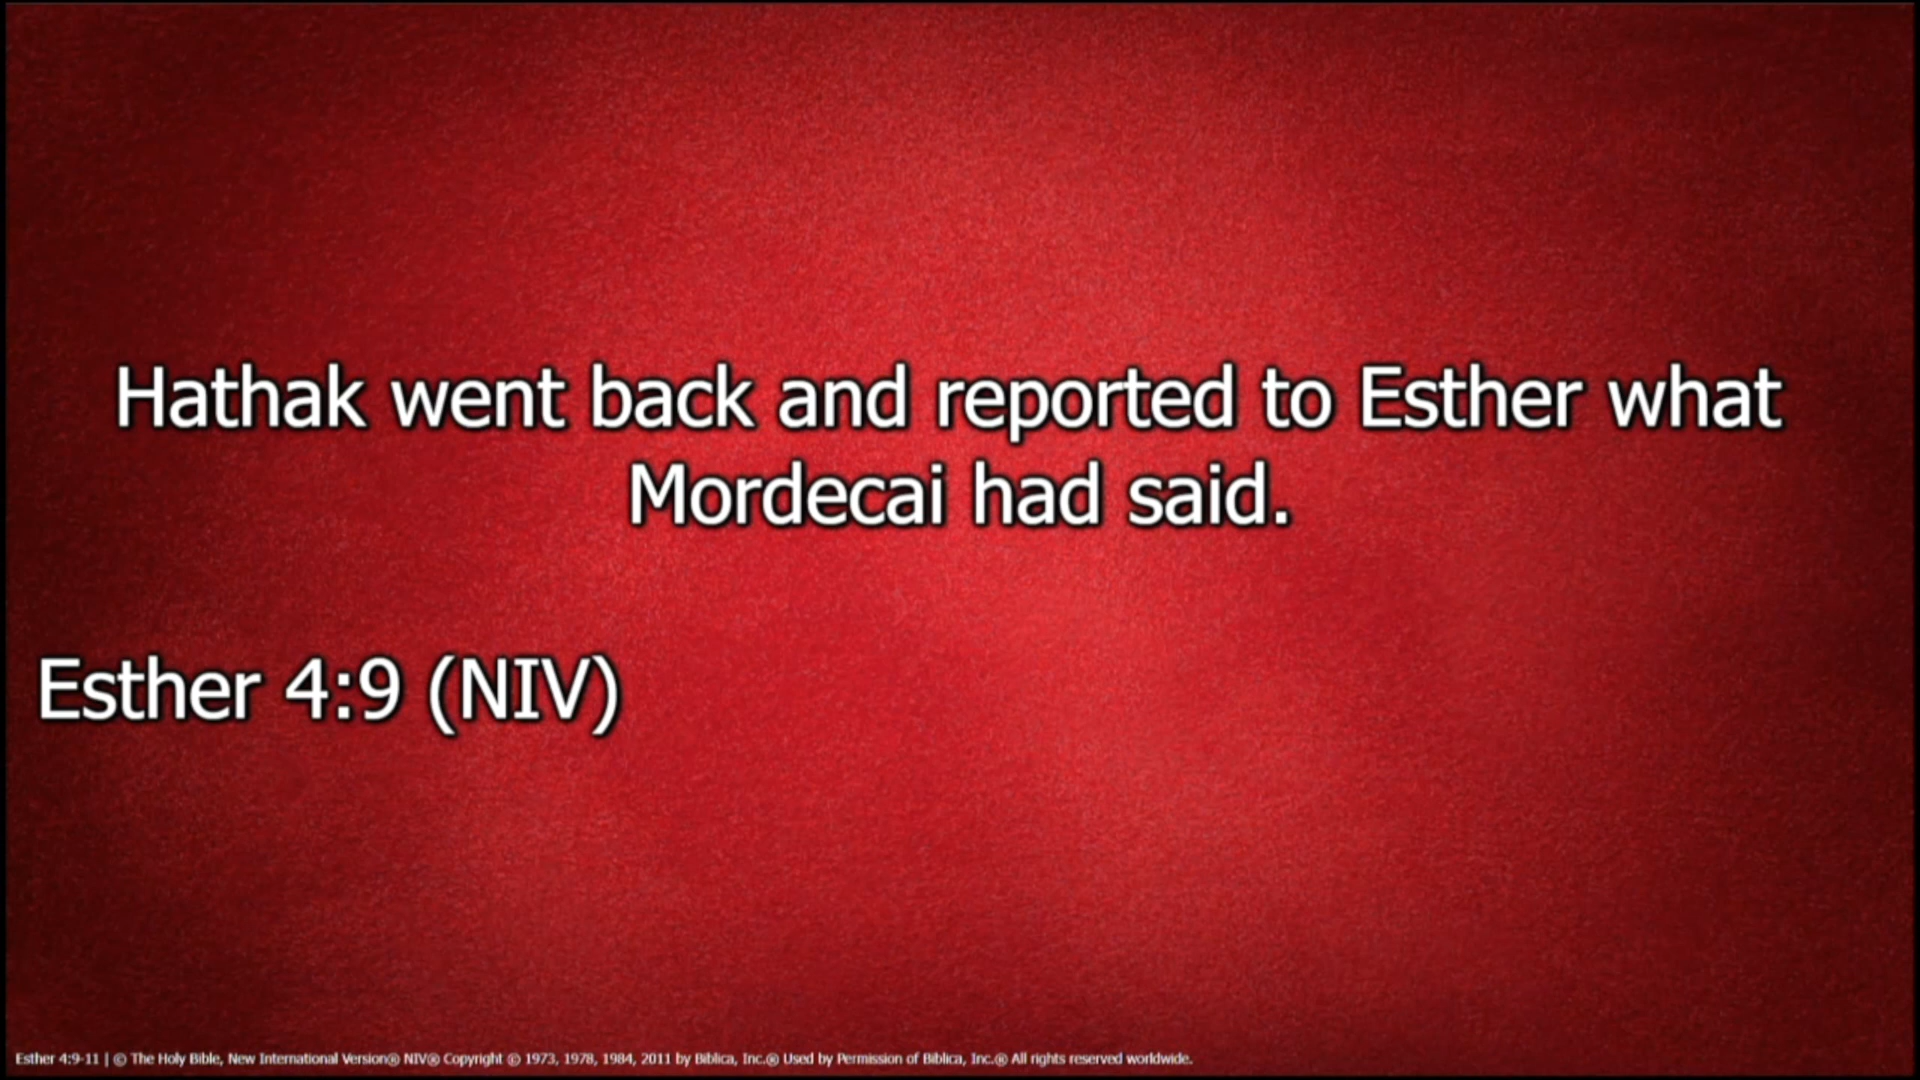 Hathak went back and reported to Esther what
Mordecai had said.
Esther 4:9 (NIV)
Esther 4:9-11 | © The Holy Bible, New International Version® NIV® Copyright © 1973, 1978, 1984, 2011 by Biblica, Inc.® Used by Permission of Biblica, Inc.® All rights reserved worldwide.